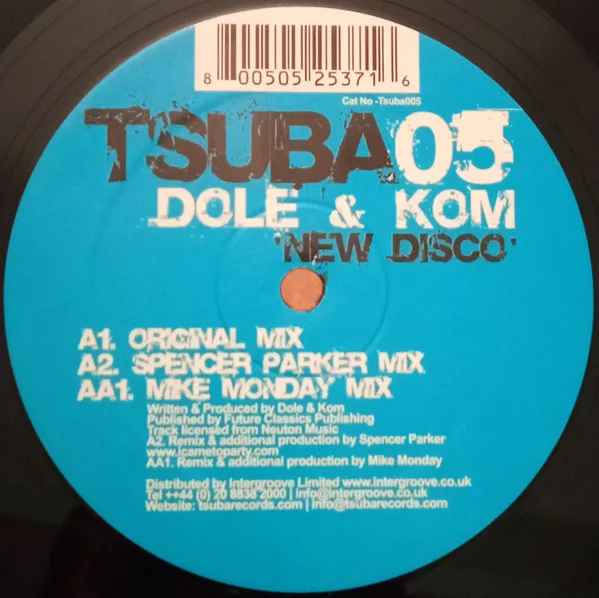 8 00505 25371 6
Cat No -Tsuba005
TSUBA05
DOLE & KOM
'NEW DISCO'
A1. ORIGINAL MIX
A2. SPENCER PARKER MIX
AA1. MIKE MONDAY MIX
Written & Produced by Dole & Kom
Published by Future Classics Publishing
Track licensed from Neuton Music
A2. Remix & additional production by Spencer Parker
www.icametoparty.com
AA1. Remix & additional production by Mike Monday
Distributed by Intergroove Limited www.intergroove.co.uk
Tel ++44 (0) 20 8838 2000 | info@intergroove.co.uk
Website: tsubarecords.com | info@tsubarecords.com